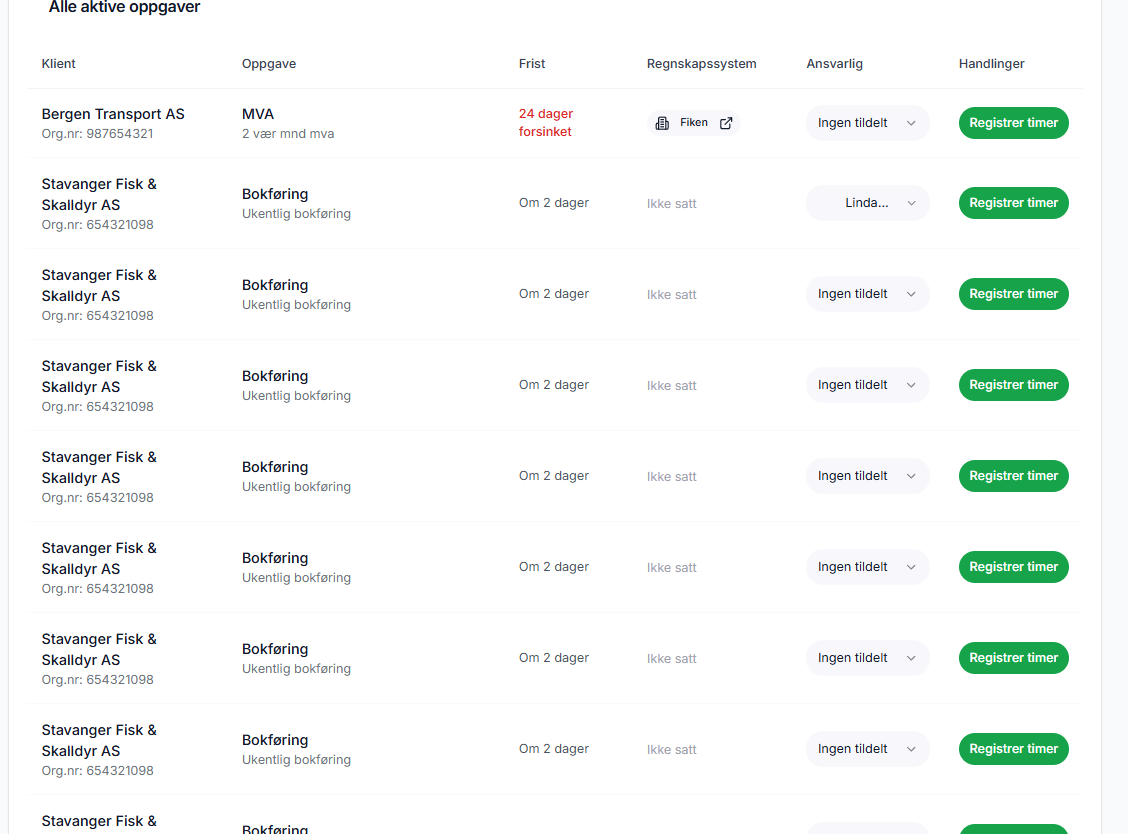 Alle aktive oppgaver
Klient Oppgave Frist Regnskapssystem Ansvarlig Handlinger
Bergen Transport AS
Org.nr: 987654321
MVA
2 vær mnd mva
24 dager
forsinket
Fiken
Ingen tildelt
Registrer timer
Stavanger Fisk &
Skalldyr AS
Org.nr: 654321098
Bokføring
Ukentlig bokføring
Om 2 dager
Ikke satt
Linda...
Registrer timer
Stavanger Fisk &
Skalldyr AS
Org.nr: 654321098
Bokføring
Ukentlig bokføring
Om 2 dager
Ikke satt
Ingen tildelt
Registrer timer
Stavanger Fisk &
Skalldyr AS
Org.nr: 654321098
Bokføring
Ukentlig bokføring
Om 2 dager
Ikke satt
Ingen tildelt
Registrer timer
Stavanger Fisk &
Skalldyr AS
Org.nr: 654321098
Bokføring
Ukentlig bokføring
Om 2 dager
Ikke satt
Ingen tildelt
Registrer timer
Stavanger Fisk &
Skalldyr AS
Org.nr: 654321098
Bokføring
Ukentlig bokføring
Om 2 dager
Ikke satt
Ingen tildelt
Registrer timer
Stavanger Fisk &
Skalldyr AS
Org.nr: 654321098
Bokføring
Ukentlig bokføring
Om 2 dager
Ikke satt
Ingen tildelt
Registrer timer
Stavanger Fisk &
Skalldyr AS
Org.nr: 654321098
Bokføring
Ukentlig bokføring
Om 2 dager
Ikke satt
Ingen tildelt
Registrer timer
Stavanger Fisk &
Bokføring